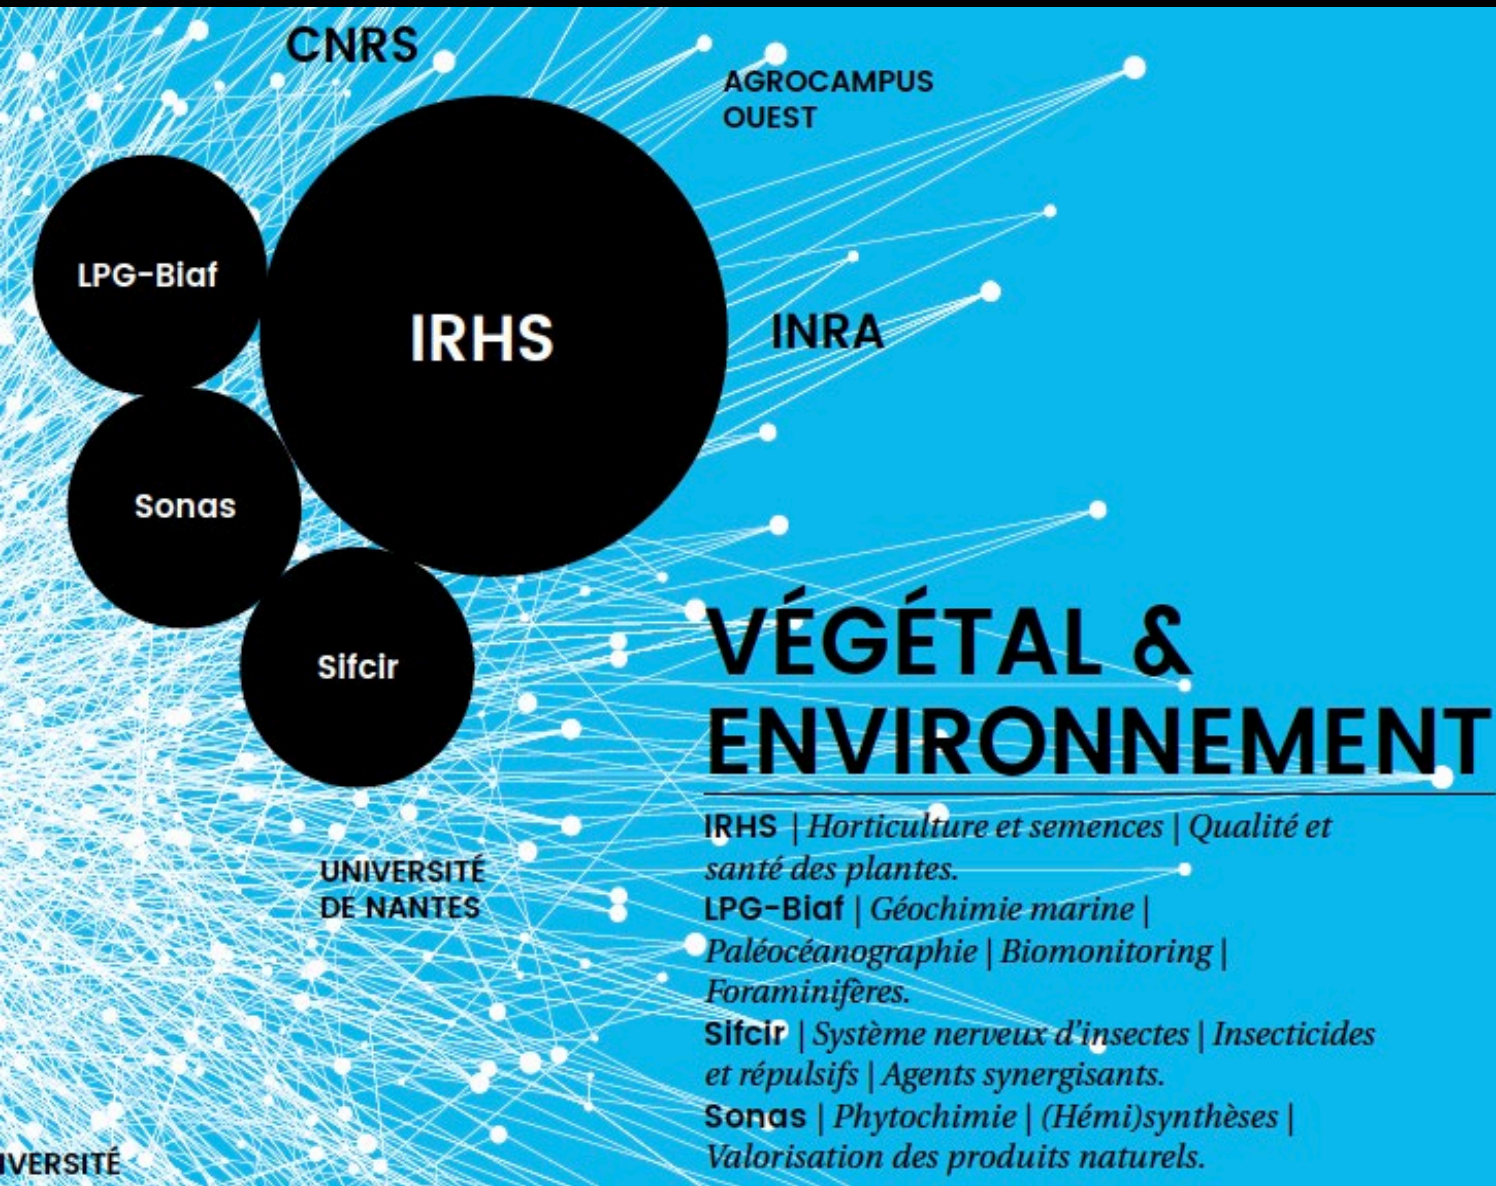 CNRS
AGROCAMPUS
OUEST
LPG-Biaf
IRHS
INRA
Sonas
Sifcir
VÉGÉTAL &
ENVIRONNEMENT
IRHS | Horticulture et semences | Qualité et
santé des plantes.
LPG-Biaf | Géochimie marine |
Paléocéanographie | Biomonitoring |
Foraminifères.
Sifcir | Système nerveux d'insectes | Insecticides
et répulsifs | Agents synergisants.
Sonas | Phytochimie | (Hémi)synthèses |
Valorisation des produits naturels.
UNIVERSITÉ
DE NANTES
IVERSITÉ